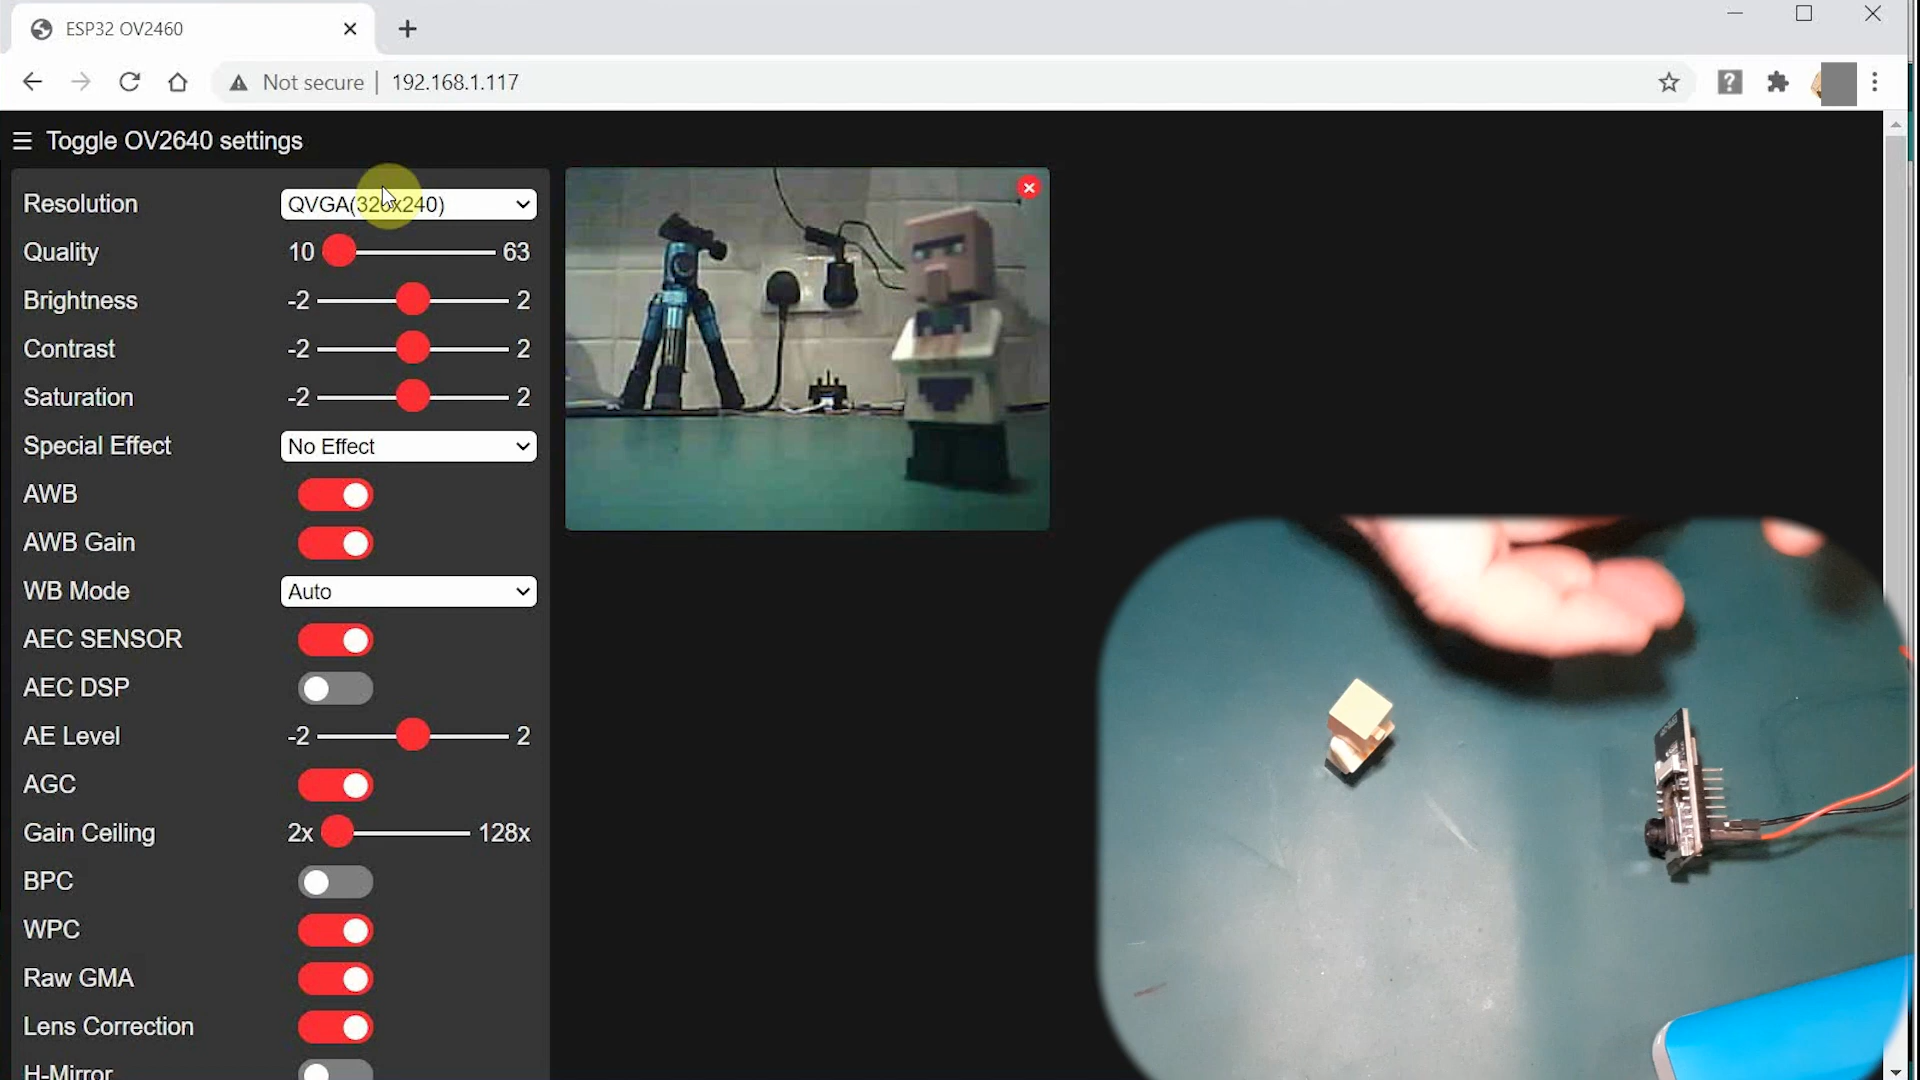 ESP32 OV2460
Not secure 192.168.1.117
Toggle OV2640 settings
Resolution QVGA(320x240)
Quality 10 63
Brightness -2 2
Contrast -2 2
Saturation -2 2
Special Effect No Effect
AWB
AWB Gain
WB Mode Auto
AEC SENSOR
AEC DSP
AE Level -2 2
AGC
Gain Ceiling 2x 128x
BPC
WPC
Raw GMA
Lens Correction
H-Mirror